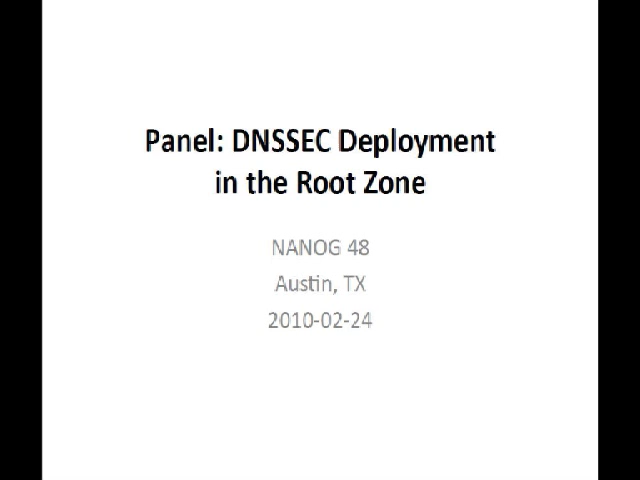 Panel: DNSSEC Deployment
in the Root Zone
NANOG 48
Austin, TX
2010-02-24